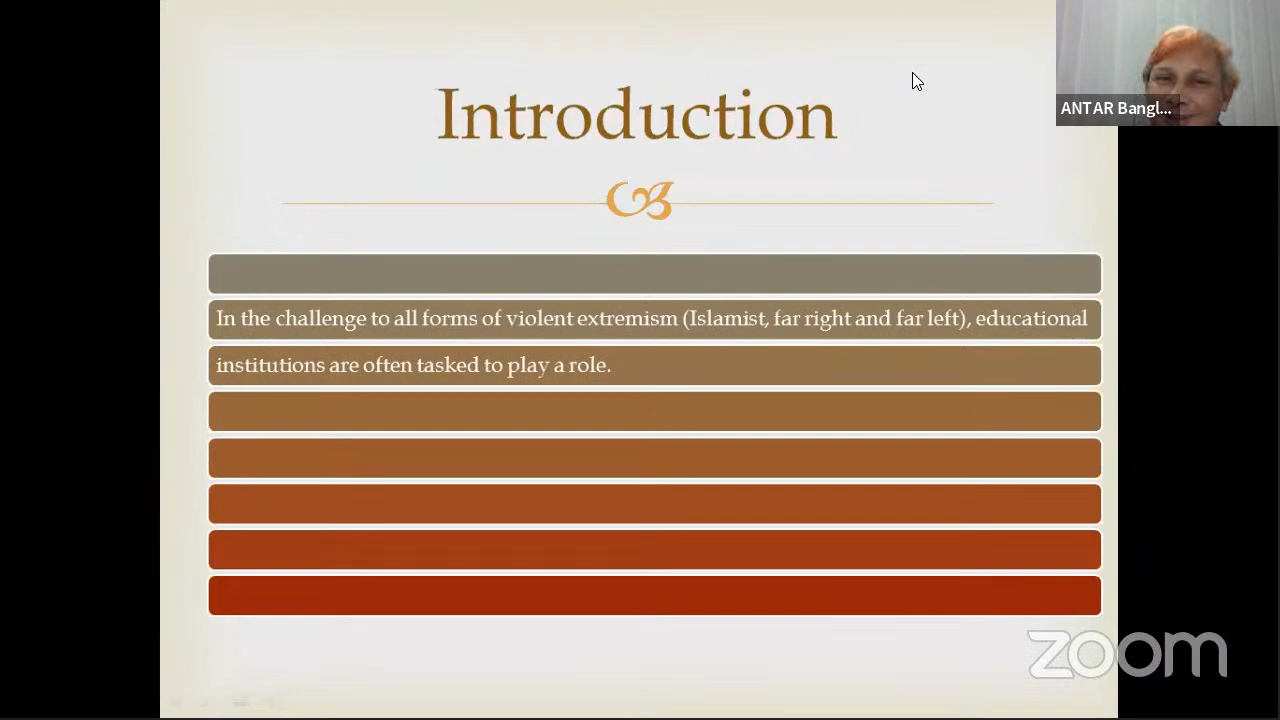 ANTAR Bangl...
Introduction
In the challenge to all forms of violent extremism (Islamist, far right and far left), educational
institutions are often tasked to play a role.
zoom